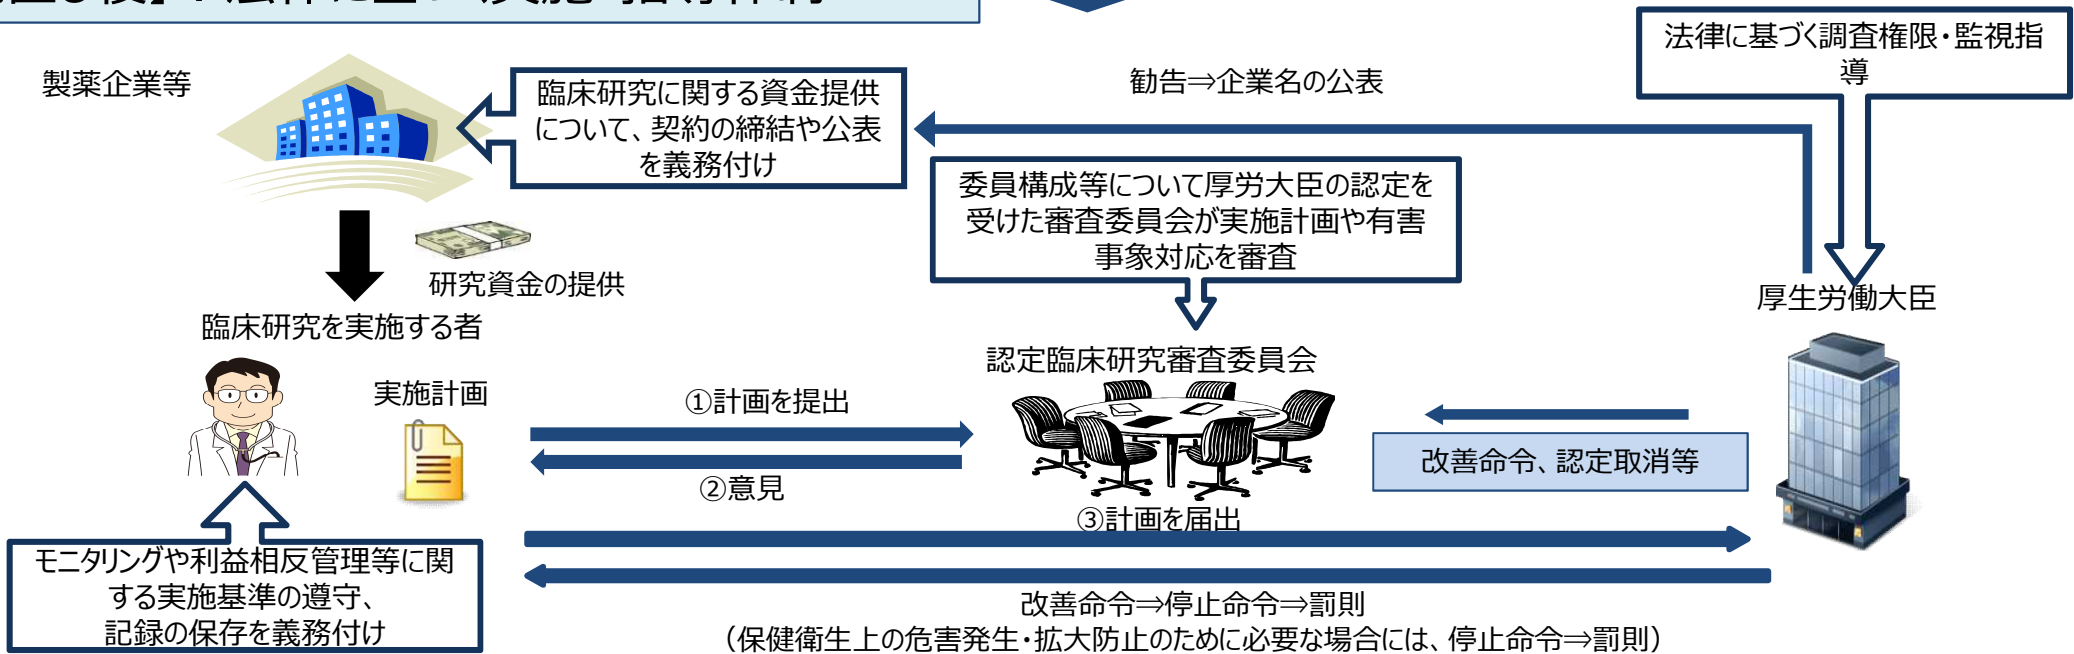 製薬企業等
臨床研究に関する資金提供
について、契約の締結や公表
を義務付け
勧告⇒企業名の公表
法律に基づく調査権限・監視指
導
委員構成等について厚労大臣の認定を
受けた審査委員会が実施計画や有害
事象対応を審査
研究資金の提供
厚生労働大臣
臨床研究を実施する者
認定臨床研究審査委員会
実施計画
①計画を提出
②意見
改善命令、認定取消等
③計画を届出
モニタリングや利益相反管理等に関
する実施基準の遵守、
記録の保存を義務付け
改善命令⇒停止命令⇒罰則
（保健衛生上の危害発生・拡大防止のために必要な場合には、停止命令⇒罰則）